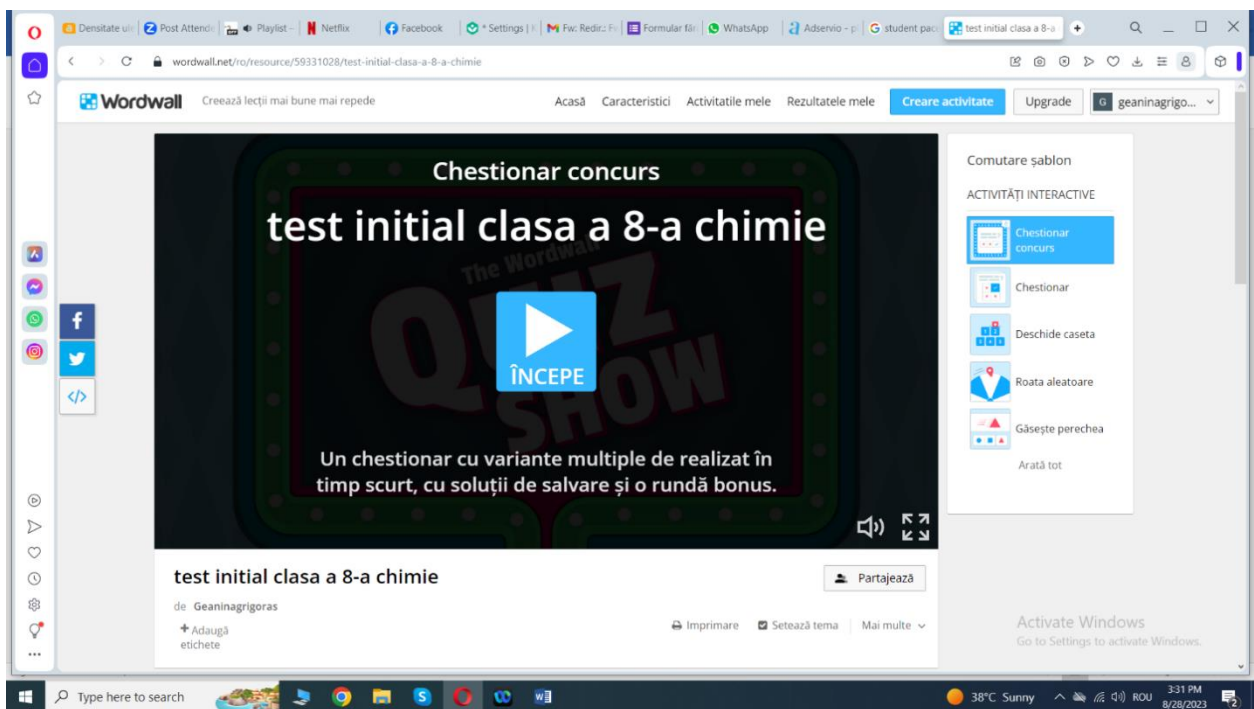 Densitate ule
Post Attende
Playlist –
Netflix
Facebook
* Settings |
Fw: Redir.: Fo
Formular făr
WhatsApp
Adservio - p
student pac
test initial clasa a 8-a
wordwall.net/ro/resource/59331028/test-initial-clasa-a-8-a-chimie
Wordwall
Creează lecții mai bune mai repede
Acasă
Caracteristici
Activitatile mele
Rezultatele mele
Creare activitate
Upgrade
G
geaninagrigo...
Chestionar concurs
test initial clasa a 8-a chimie
The Wordwall
QUIZ
SHOW
ÎNCEPE
Un chestionar cu variante multiple de realizat în
timp scurt, cu soluții de salvare și o rundă bonus.
Comutare șablon
ACTIVITĂȚI INTERACTIVE
Chestionar
concurs
Chestionar
Deschide caseta
Roata aleatoare
Găsește perechea
Arată tot
test initial clasa a 8-a chimie
Partajează
de Geaninagrigoras
Adaugă
etichete
Imprimare
Setează tema
Mai multe
Activate Windows
Go to Settings to activate Windows.
Type here to search
38°C Sunny
ROU
3:31 PM
8/28/2023
2